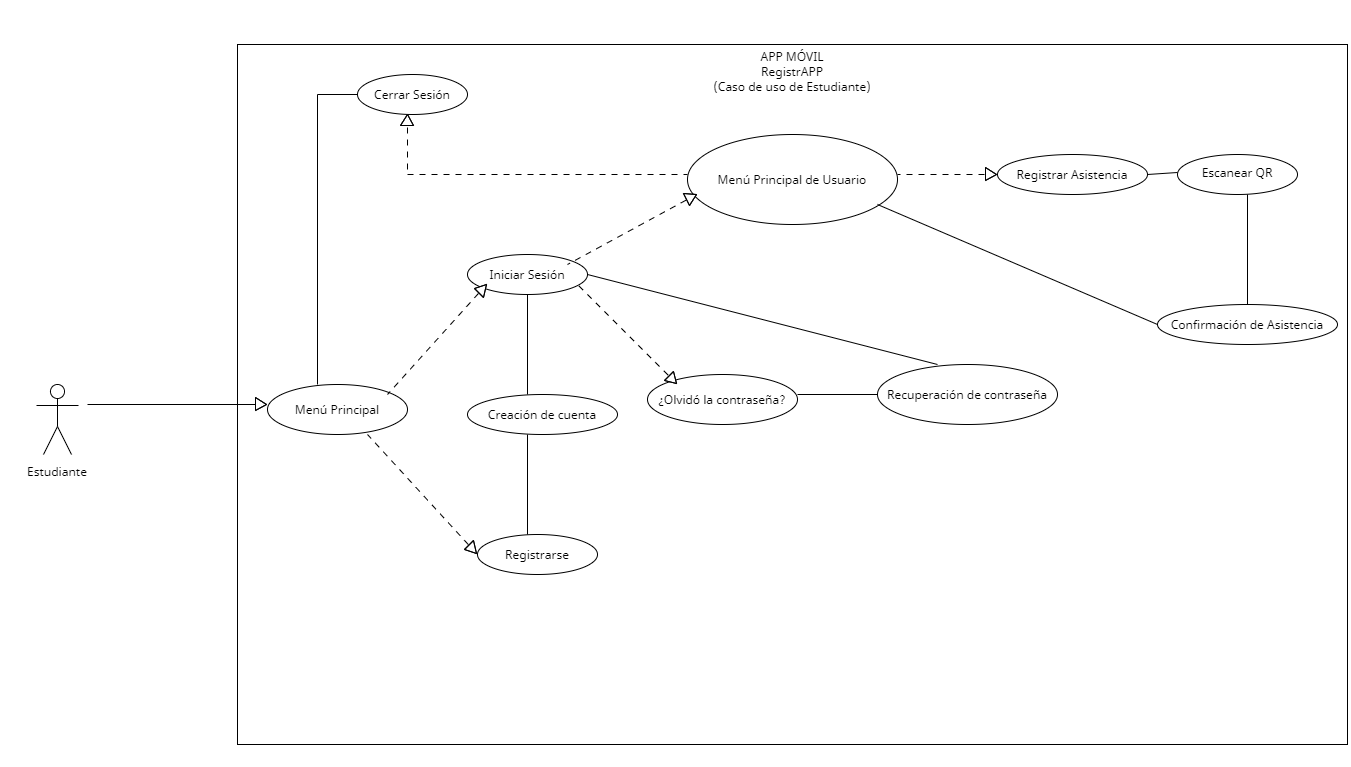 APP MÓVIL
RegistrAPP
(Caso de uso de Estudiante)
Cerrar Sesión
Menú Principal de Usuario
Registrar Asistencia
Escanear QR
Iniciar Sesión
Confirmación de Asistencia
Menú Principal
Creación de cuenta
¿Olvidó la contraseña?
Recuperación de contraseña
Estudiante
Registrarse